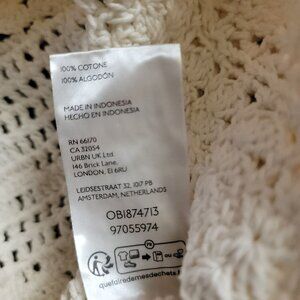 100% COTONE
100% ALGODÓN
MADE IN INDONESIA
HECHO EN INDONESIA
RN 66170
CA 32054
URBN UK Ltd.
146 Brick Lane,
LONDON, E1 6RU
LEIDSESTRAAT 32, 1017 PB
AMSTERDAM, NETHERLANDS
OB1874713
97055974
FR
quefairedemesdechets.f